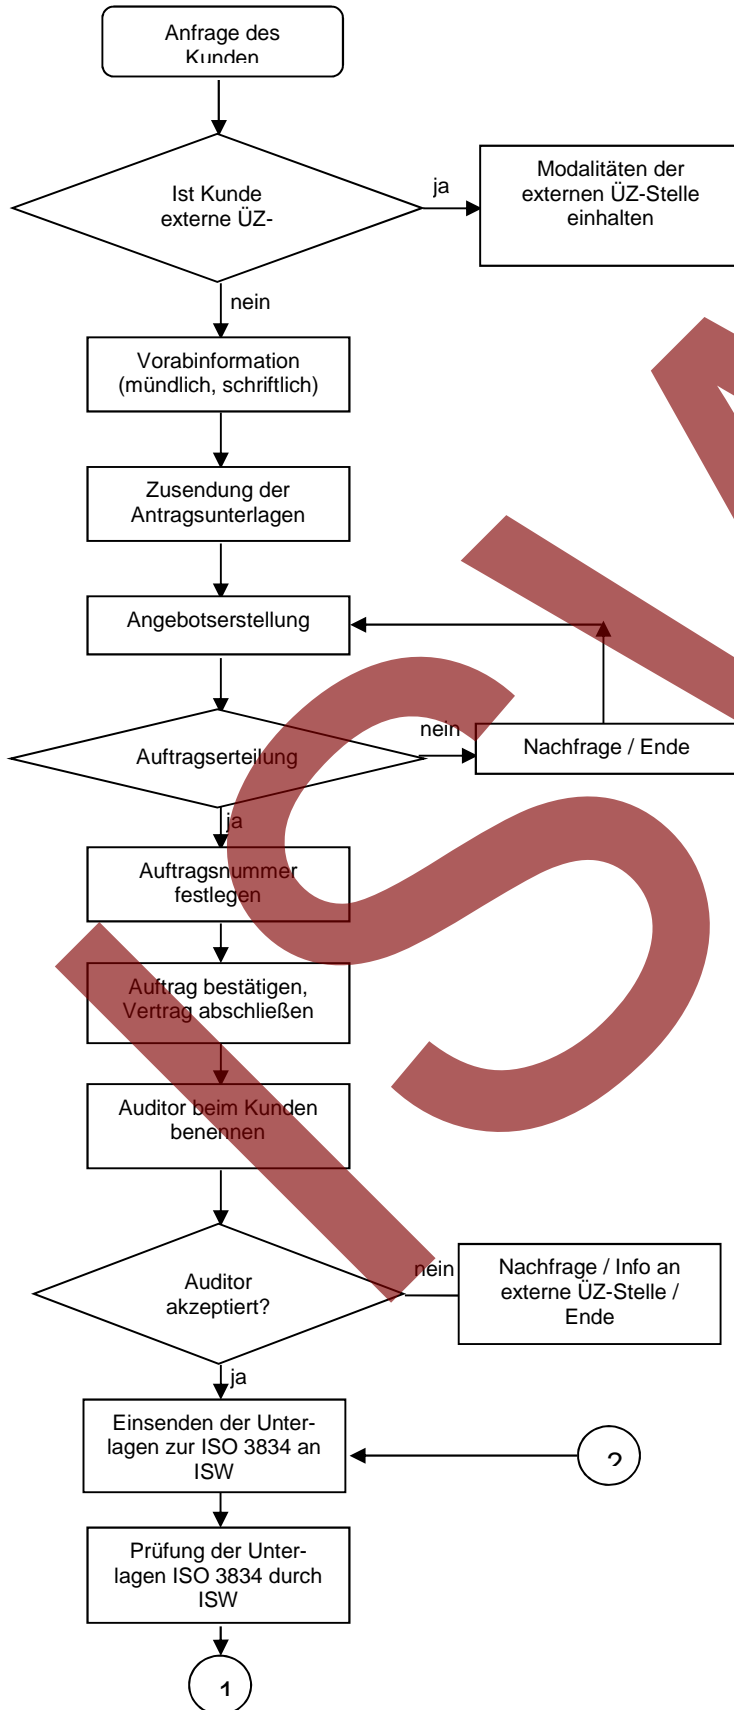 Anfrage des
Kunden
Ist Kunde
externe ÜZ-
ja
Modalitäten der
externen ÜZ-Stelle
einhalten
nein
Vorabinformation
(mündlich, schriftlich)
Zusendung der
Antragsunterlagen
Angebotserstellung
Auftragserteilung
nein
Nachfrage / Ende
ja
Auftragsnummer
festlegen
Auftrag bestätigen,
Vertrag abschließen
Auditor beim Kunden
benennen
Auditor
akzeptiert?
nein
Nachfrage / Info an
externe ÜZ-Stelle /
Ende
ja
Einsenden der Unter-
lagen zur ISO 3834 an
ISW
2
Prüfung der Unter-
lagen ISO 3834 durch
ISW
1